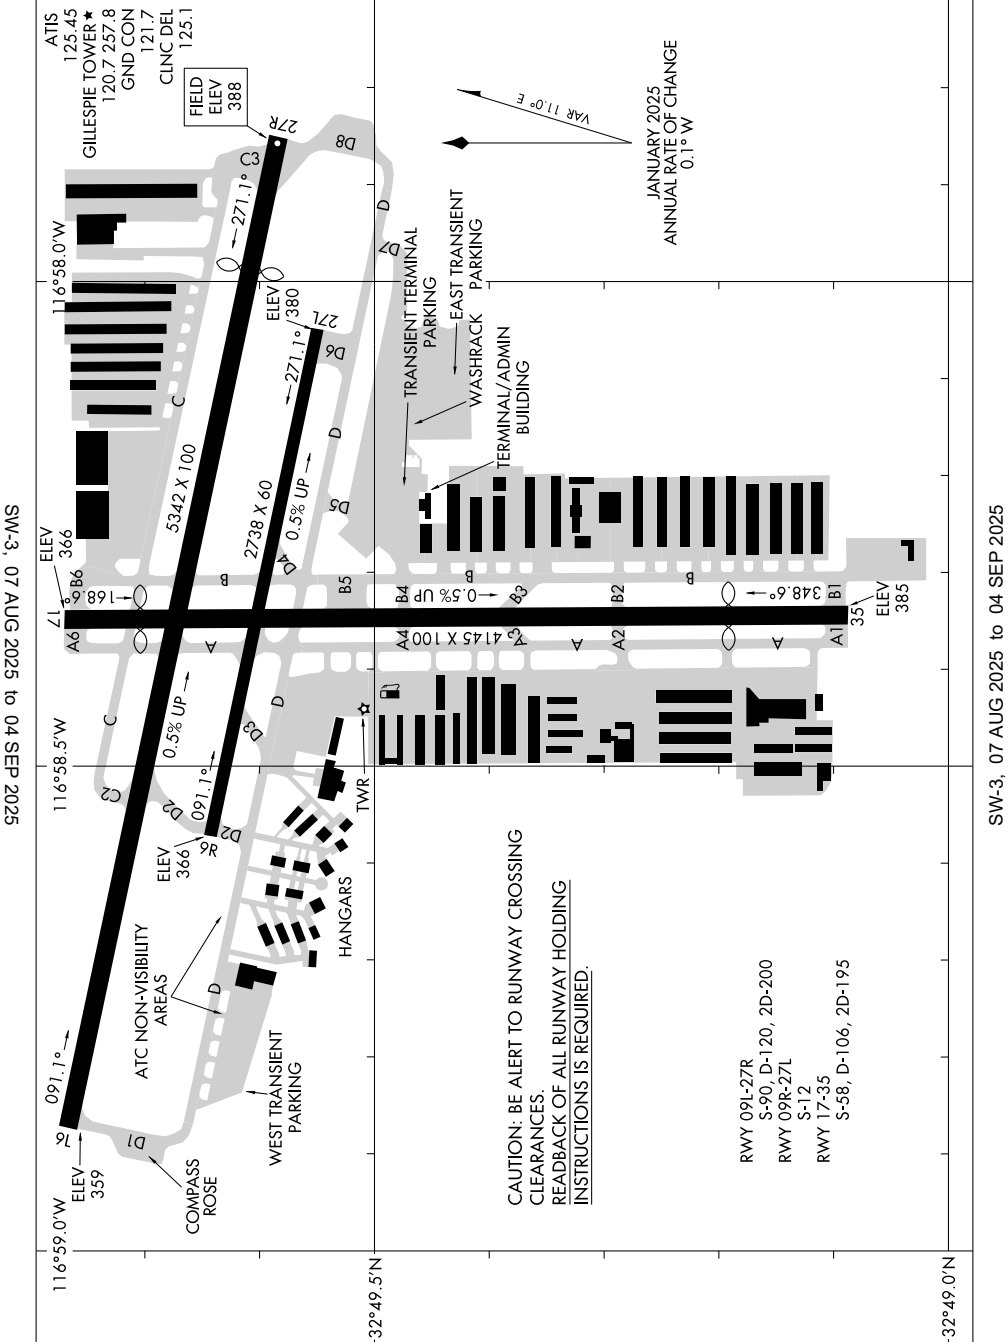 ATIS
125.45
GILLESPIE TOWER★
120.7 257.8
GND CON
121.7
CLNC DEL
125.1
FIELD
ELEV
388
27R
D8
C3
271.1°
D
D7
VAR 11.0° E
JANUARY 2025
ANNUAL RATE OF CHANGE
0.1° W
116°58.0'W
ELEV
380
27L
D6
271.1°
TRANSIENT TERMINAL
PARKING
EAST TRANSIENT
PARKING
WASHRACK
TERMINAL/ADMIN
BUILDING
C
5342 X 100
D
2738 X 60
0.5% UP
D5
D4
ELEV
366
17
B6
168.6°
B
B5
B4
B
0.5% UP
B3
B2
B
348.6°
B1
ELEV
385
35
A6
A
A4
4145 X 100
A3
A
A2
A
A1
C
0.5% UP
D
D3
TWR
116°58.5'W
091.1°
C2
D2
D2
9R
ELEV
366
HANGARS
ATC NON-VISIBILITY
AREAS
D
WEST TRANSIENT
PARKING
091.1°
9L
ELEV
359
D1
COMPASS
ROSE
116°59.0'W
32°49.5'
32°49.0'N
CAUTION: BE ALERT TO RUNWAY CROSSING
CLEARANCES.
READBACK OF ALL RUNWAY HOLDING
INSTRUCTIONS IS REQUIRED.
RWY 09L-27R
S-90, D-120, 2D-200
RWY 09R-27L
S-12
RWY 17-35
S-58, D-106, 2D-195
SW-3, 07 AUG 2025 to 04 SEP 2025
SW-3, 07 AUG 2025 to 04 SEP 2025